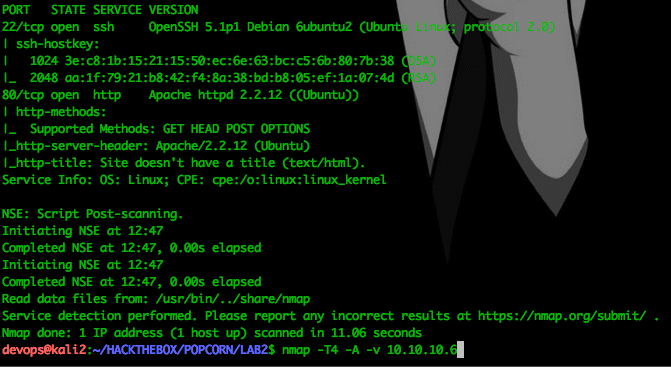 PORT   STATE SERVICE VERSION
22/tcp open  ssh     OpenSSH 5.1p1 Debian 6ubuntu2 (Ubuntu Linux; protocol 2.0)
| ssh-hostkey:
|   1024 3e:c8:1b:15:21:15:50:ec:6e:63:bc:c5:6b:80:7b:38 (DSA)
|_  2048 aa:1f:79:21:b8:42:f4:8a:38:bd:b8:05:ef:1a:07:4d (RSA)
80/tcp open  http    Apache httpd 2.2.12 ((Ubuntu))
| http-methods:
|_  Supported Methods: GET HEAD POST OPTIONS
|_http-server-header: Apache/2.2.12 (Ubuntu)
|_http-title: Site doesn't have a title (text/html).
Service Info: OS: Linux; CPE: cpe:/o:linux:linux_kernel

NSE: Script Post-scanning.
Initiating NSE at 12:47
Completed NSE at 12:47, 0.00s elapsed
Initiating NSE at 12:47
Completed NSE at 12:47, 0.00s elapsed
Read data files from: /usr/bin/../share/nmap
Service detection performed. Please report any incorrect results at https://nmap.org/submit/ .
Nmap done: 1 IP address (1 host up) scanned in 11.06 seconds
devops@kali2:~/HACKTHEBOX/POPCORN/LAB2$ nmap -T4 -A -v 10.10.10.6